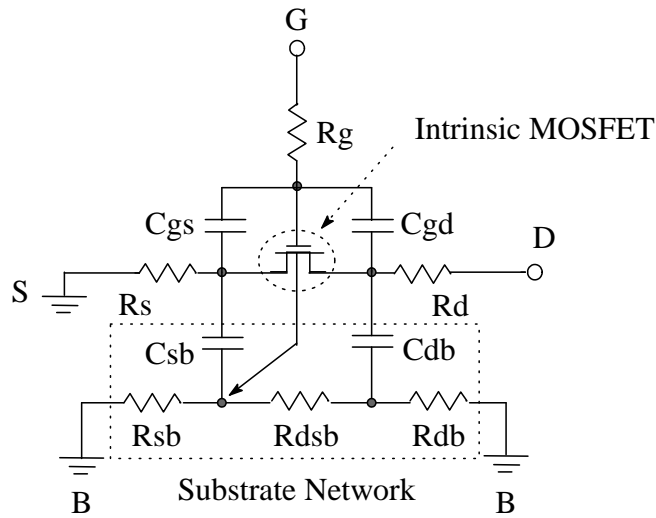 G
Rg
Intrinsic MOSFET
Cgs
Cgd
D
S
Rs
Rd
Csb
Cdb
Rsb
Rdsb
Rdb
B
Substrate Network
B